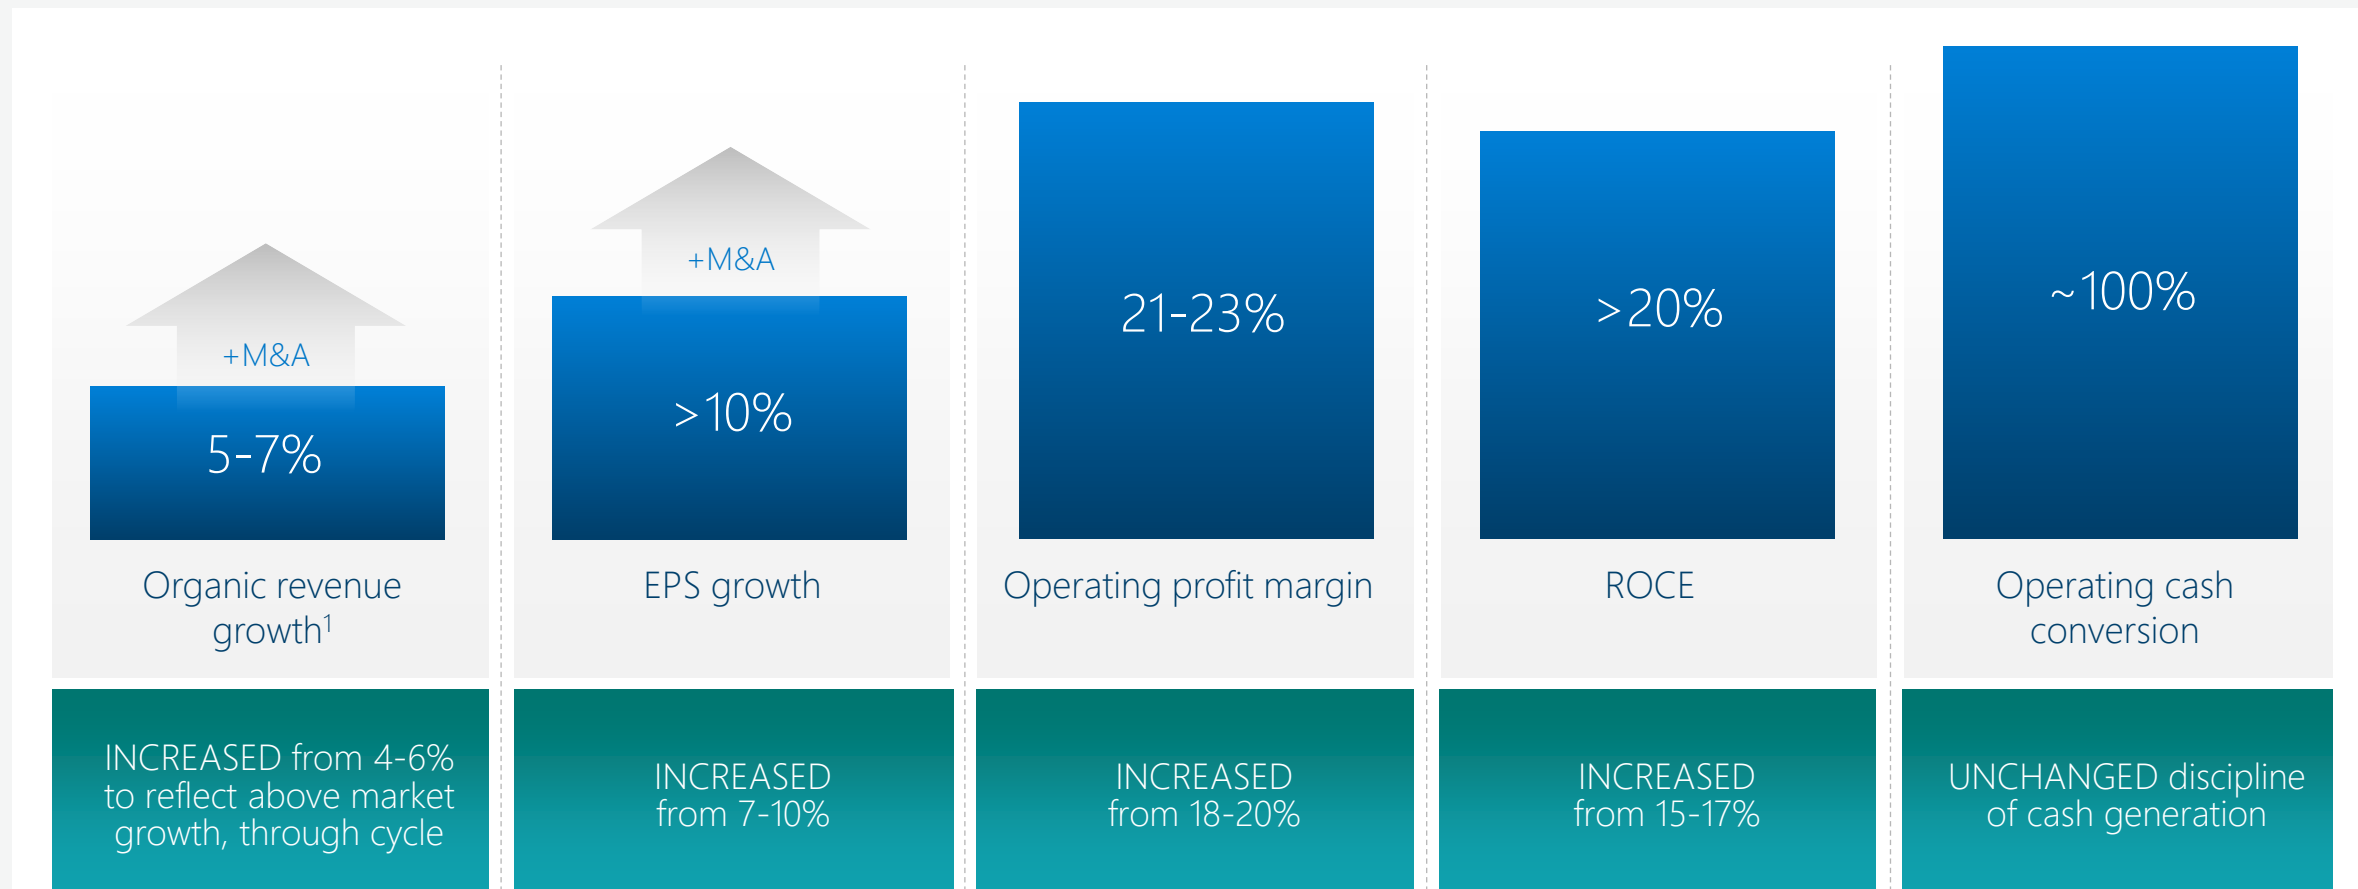 +M&A
5-7%
Organic revenue
growth¹
INCREASED from 4-6%
to reflect above market
growth, through cycle
+M&A
>10%
EPS growth
INCREASED
from 7-10%
21-23%
Operating profit margin
INCREASED
from 18-20%
>20%
ROCE
INCREASED
from 15-17%
~100%
Operating cash
conversion
UNCHANGED discipline
of cash generation